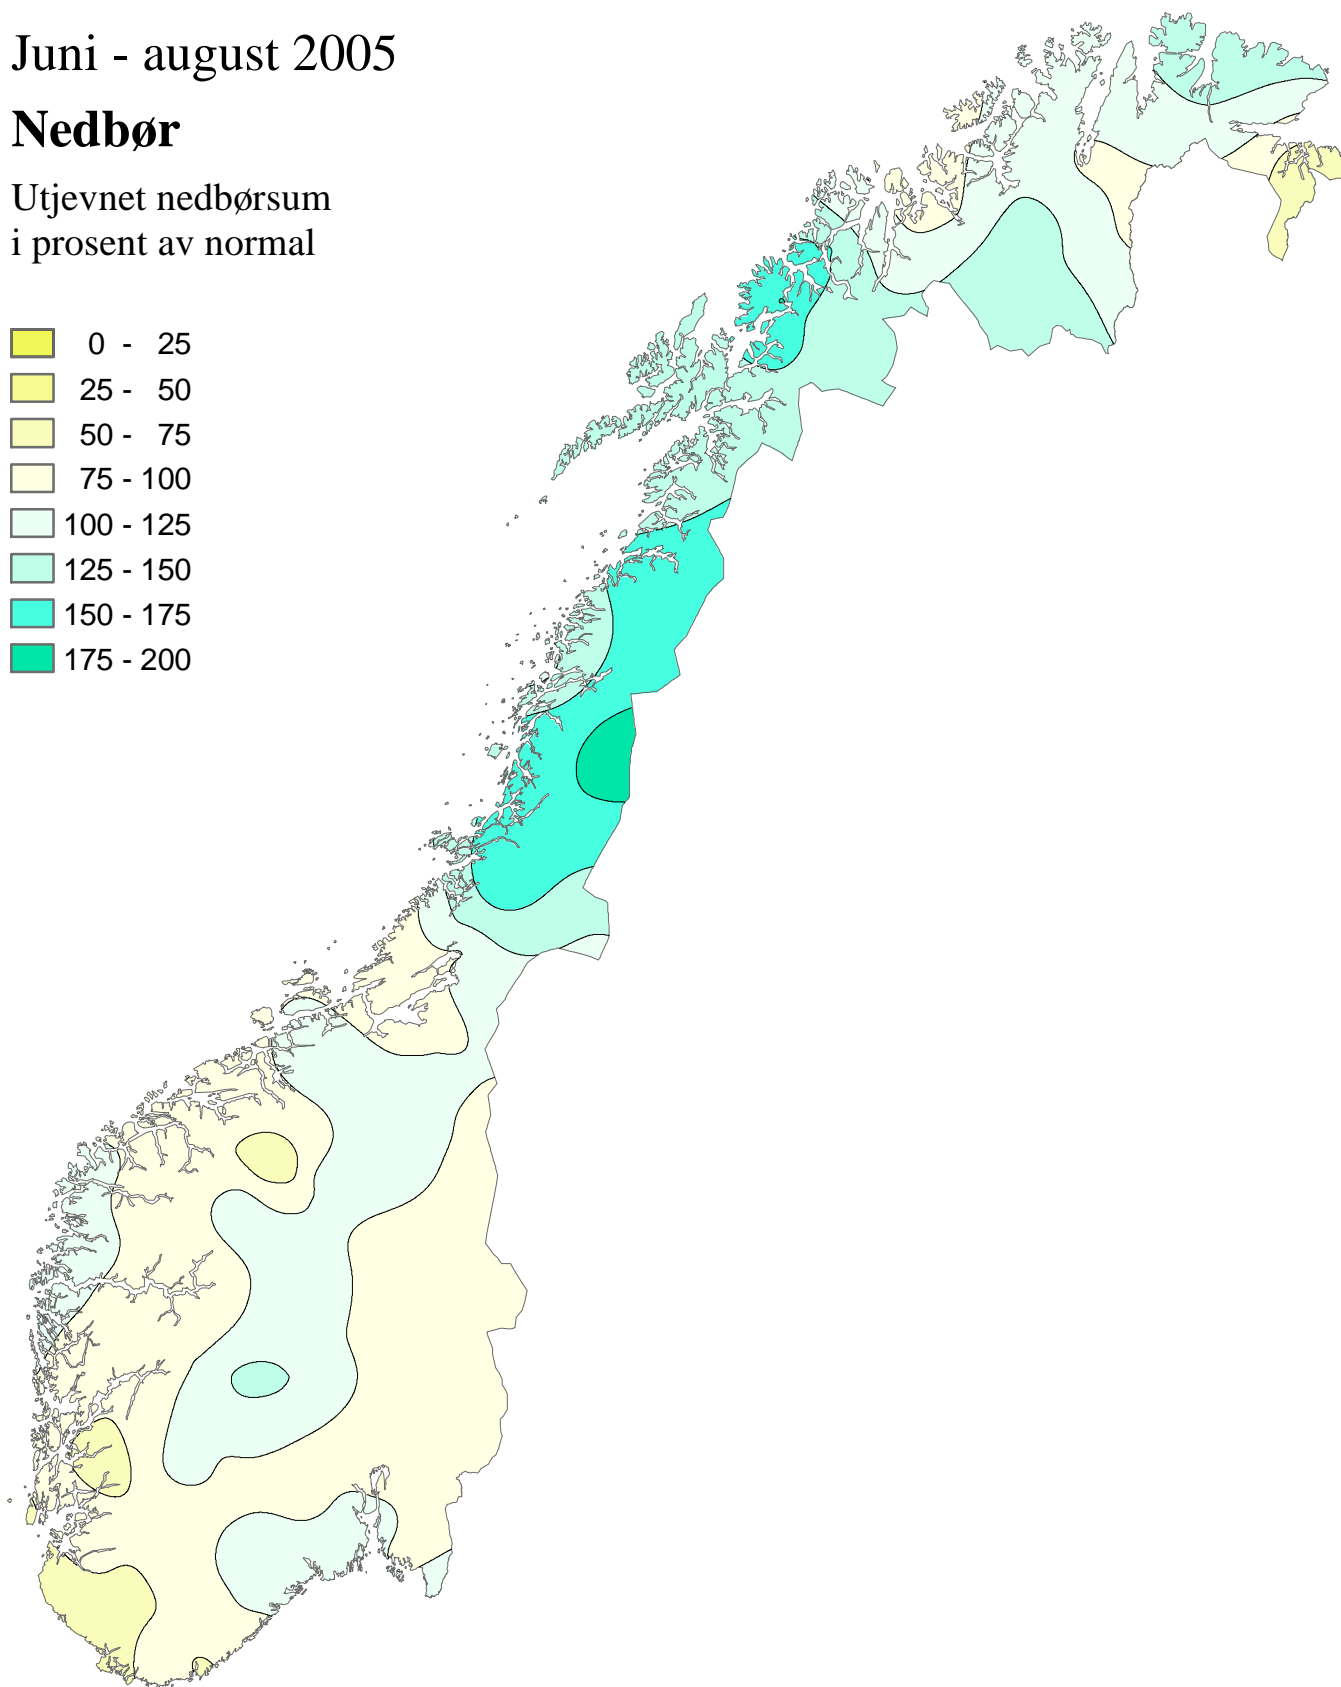 Juni - august 2005
Nedbør
Utjevnet nedbørsum
i prosent av normal
0 - 25
25 - 50
50 - 75
75 - 100
100 - 125
125 - 150
150 - 175
175 - 200